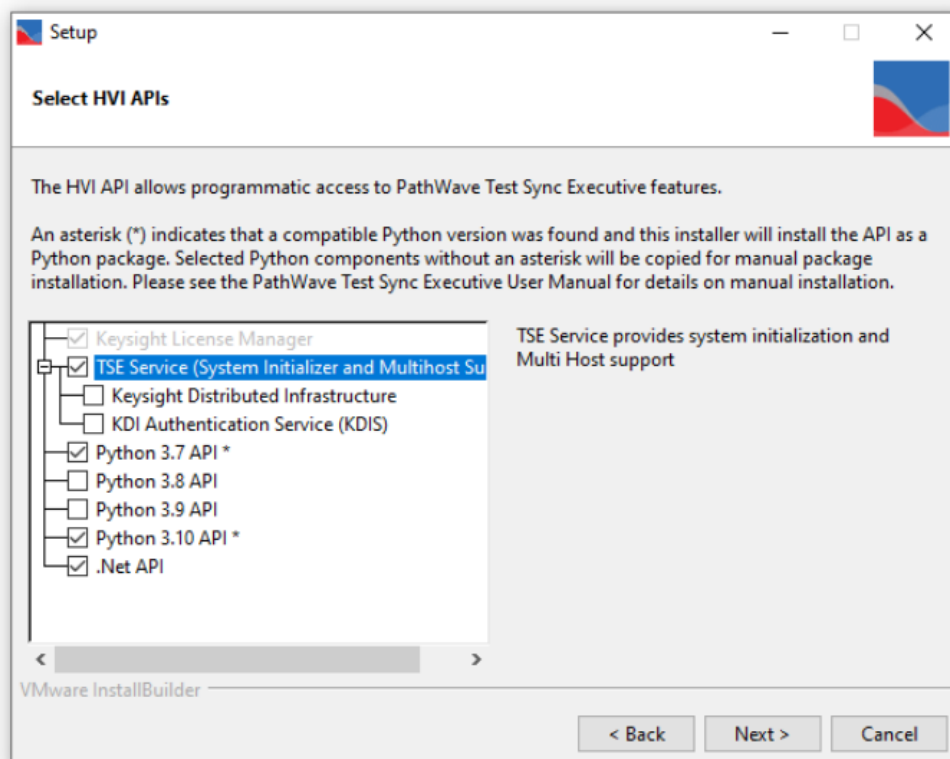 Setup
Select HVI APIs
The HVI API allows programmatic access to PathWave Test Sync Executive features.
An asterisk (*) indicates that a compatible Python version was found and this installer will install the API as a
Python package. Selected Python components without an asterisk will be copied for manual package
installation. Please see the PathWave Test Sync Executive User Manual for details on manual installation.
Keysight License Manager
TSE Service (System Initializer and Multihost Su
Keysight Distributed Infrastructure
KDI Authentication Service (KDIS)
Python 3.7 API *
Python 3.8 API
Python 3.9 API
Python 3.10 API *
.Net API
TSE Service provides system initialization and
Multi Host support
VMware InstallBuilder
< Back
Next >
Cancel